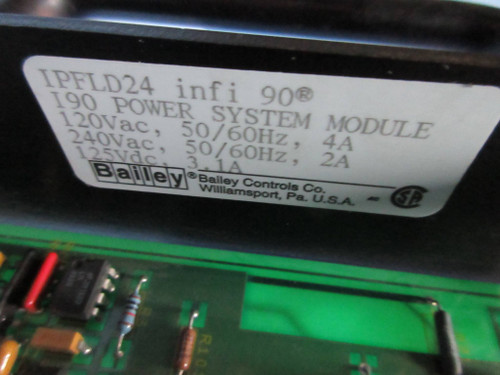 IPFLD24 infi 90®
I90 POWER SYSTEM MODULE
120Vac, 50/60Hz, 4A
240Vac, 50/60Hz, 2A
125Vdc, 3.1A
Bailey® Bailey Controls Co.
Williamsport, Pa. U.S.A.